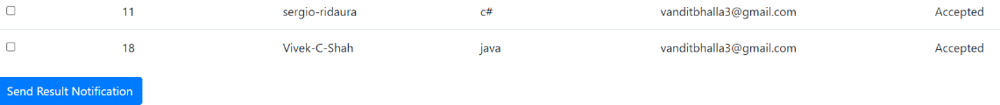 11 sergio-ridaura c# vanditbhalla3@gmail.com Accepted
18 Vivek-C-Shah java vanditbhalla3@gmail.com Accepted
Send Result Notification